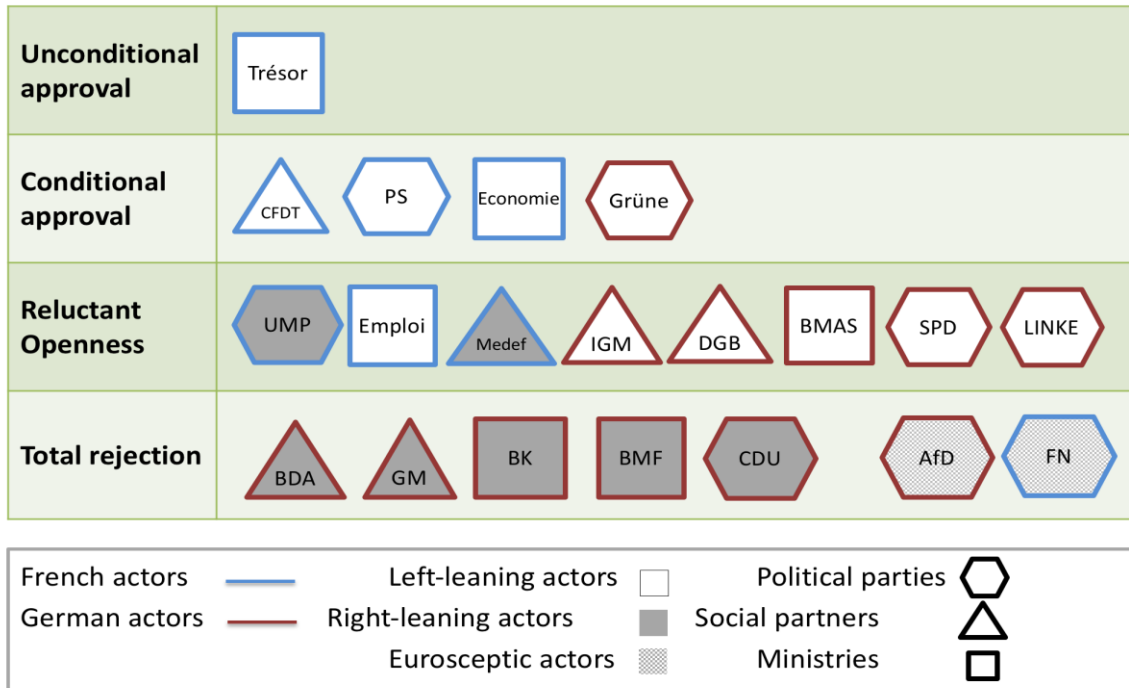 Unconditional
approval
Trésor
Conditional
approval
CFDT
PS
Economie
Grüne
Reluctant
Openness
UMP
Emploi
Medef
IGM
DGB
BMAS
SPD
LINKE
Total rejection
BDA
GM
BK
BMF
CDU
AfD
FN
French actors
Left-leaning actors
Political parties
German actors
Right-leaning actors
Social partners
Eurosceptic actors
Ministries